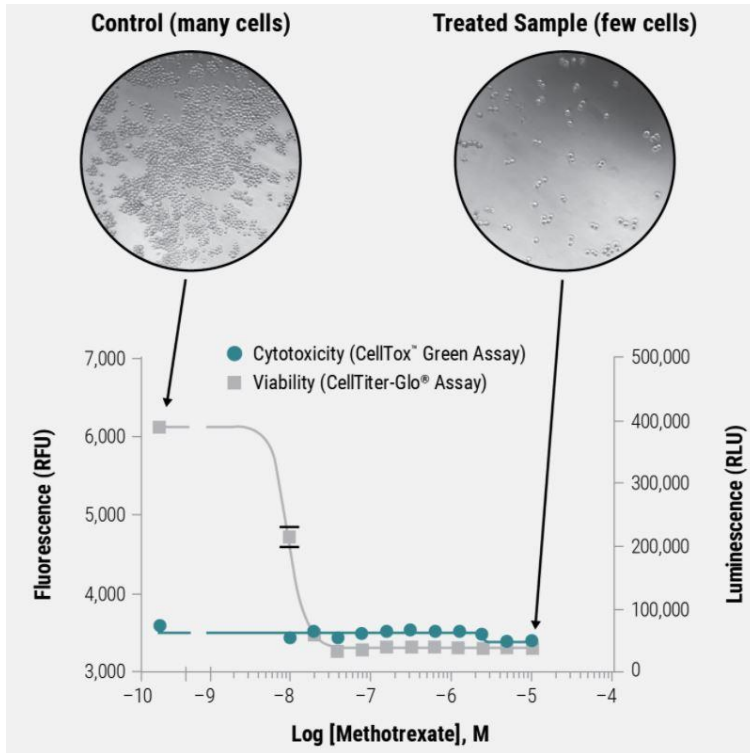 Control (many cells)
Treated Sample (few cells)
Cytotoxicity (CellTox™ Green Assay)
Viability (CellTiter-Glo® Assay)
Fluorescence (RFU)
7,000
6,000
5,000
4,000
3,000
Luminescence (RLU)
500,000
400,000
300,000
200,000
100,000
0
−10 −9 −8 −7 −6 −5 −4
Log [Methotrexate], M